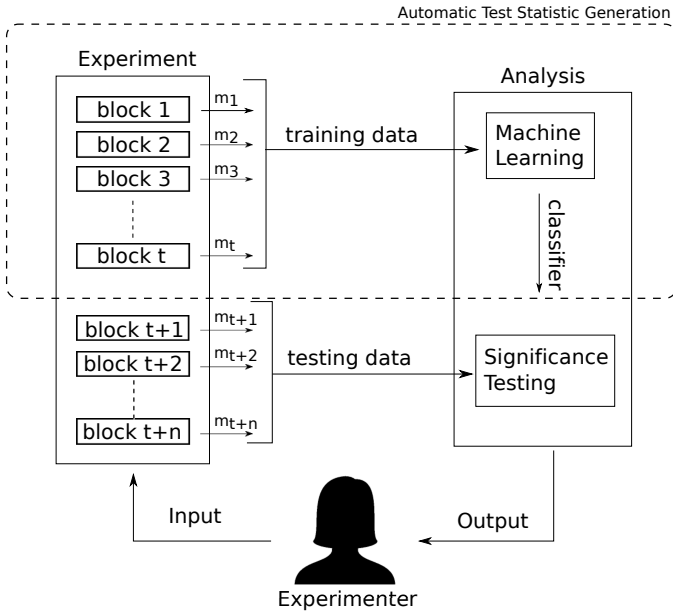 Automatic Test Statistic Generation
Experiment
Analysis
block 1
m1
block 2
m2
block 3
m3
training data
Machine
Learning
block t
mt
classifier
block t+1
mt+1
block t+2
mt+2
testing data
Significance
Testing
block t+n
mt+n
Input
Output
Experimenter